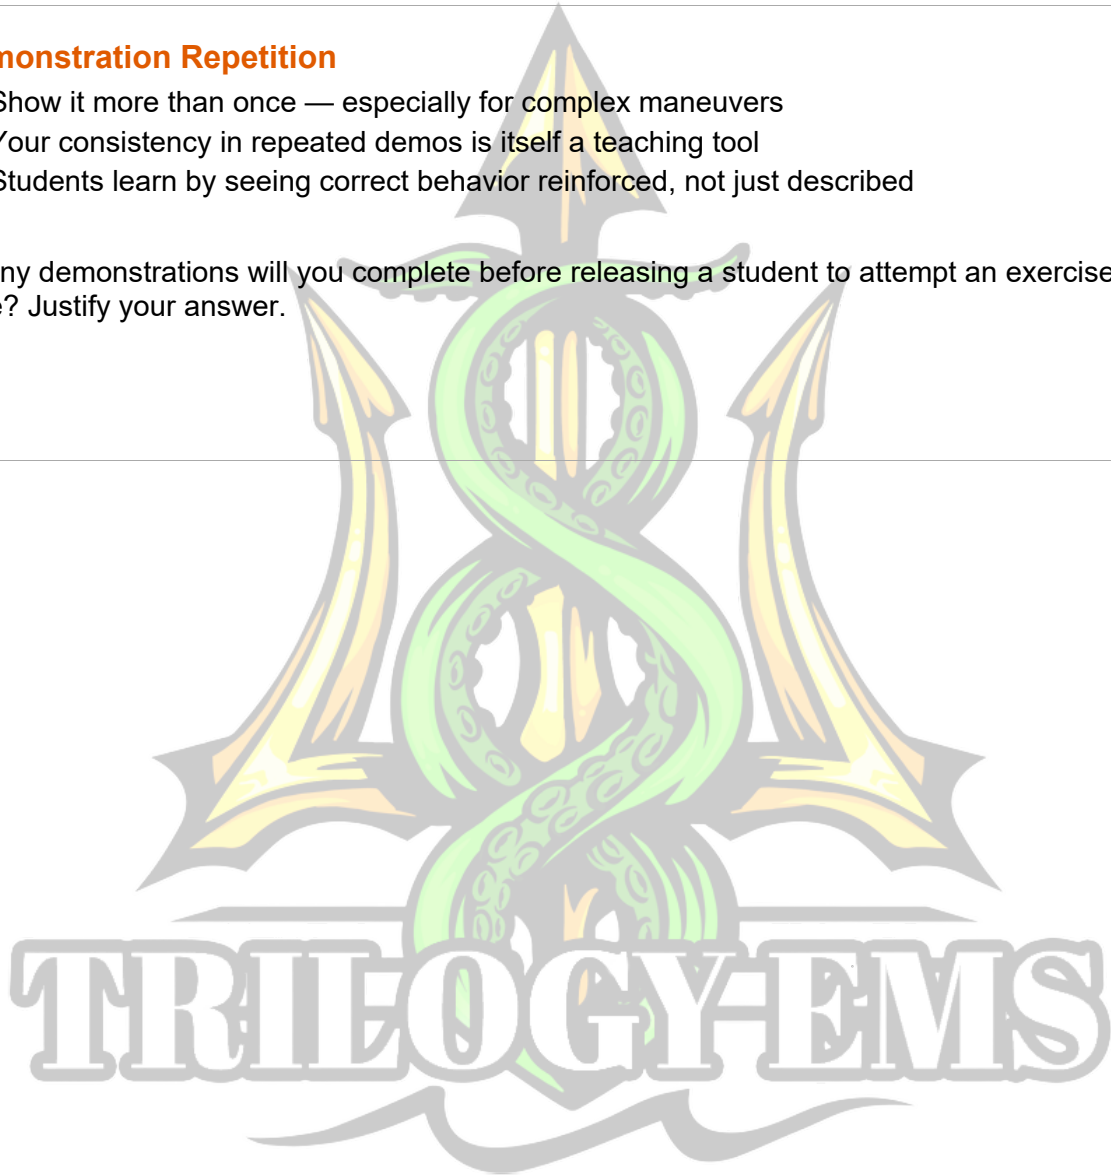 monstration Repetition
Show it more than once — especially for complex maneuvers
Your consistency in repeated demos is itself a teaching tool
Students learn by seeing correct behavior reinforced, not just described
ny demonstrations will you complete before releasing a student to attempt an exercise
e? Justify your answer.
TRILOGY EMS